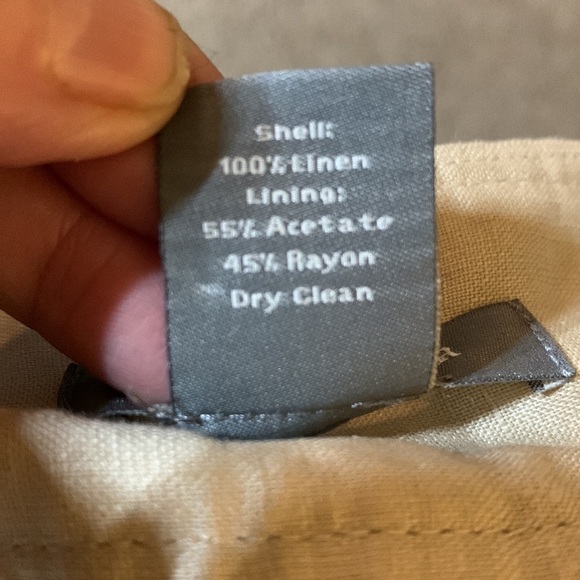 Shell:
100% Linen
Lining:
55% Acetate
45% Rayon
Dry Clean